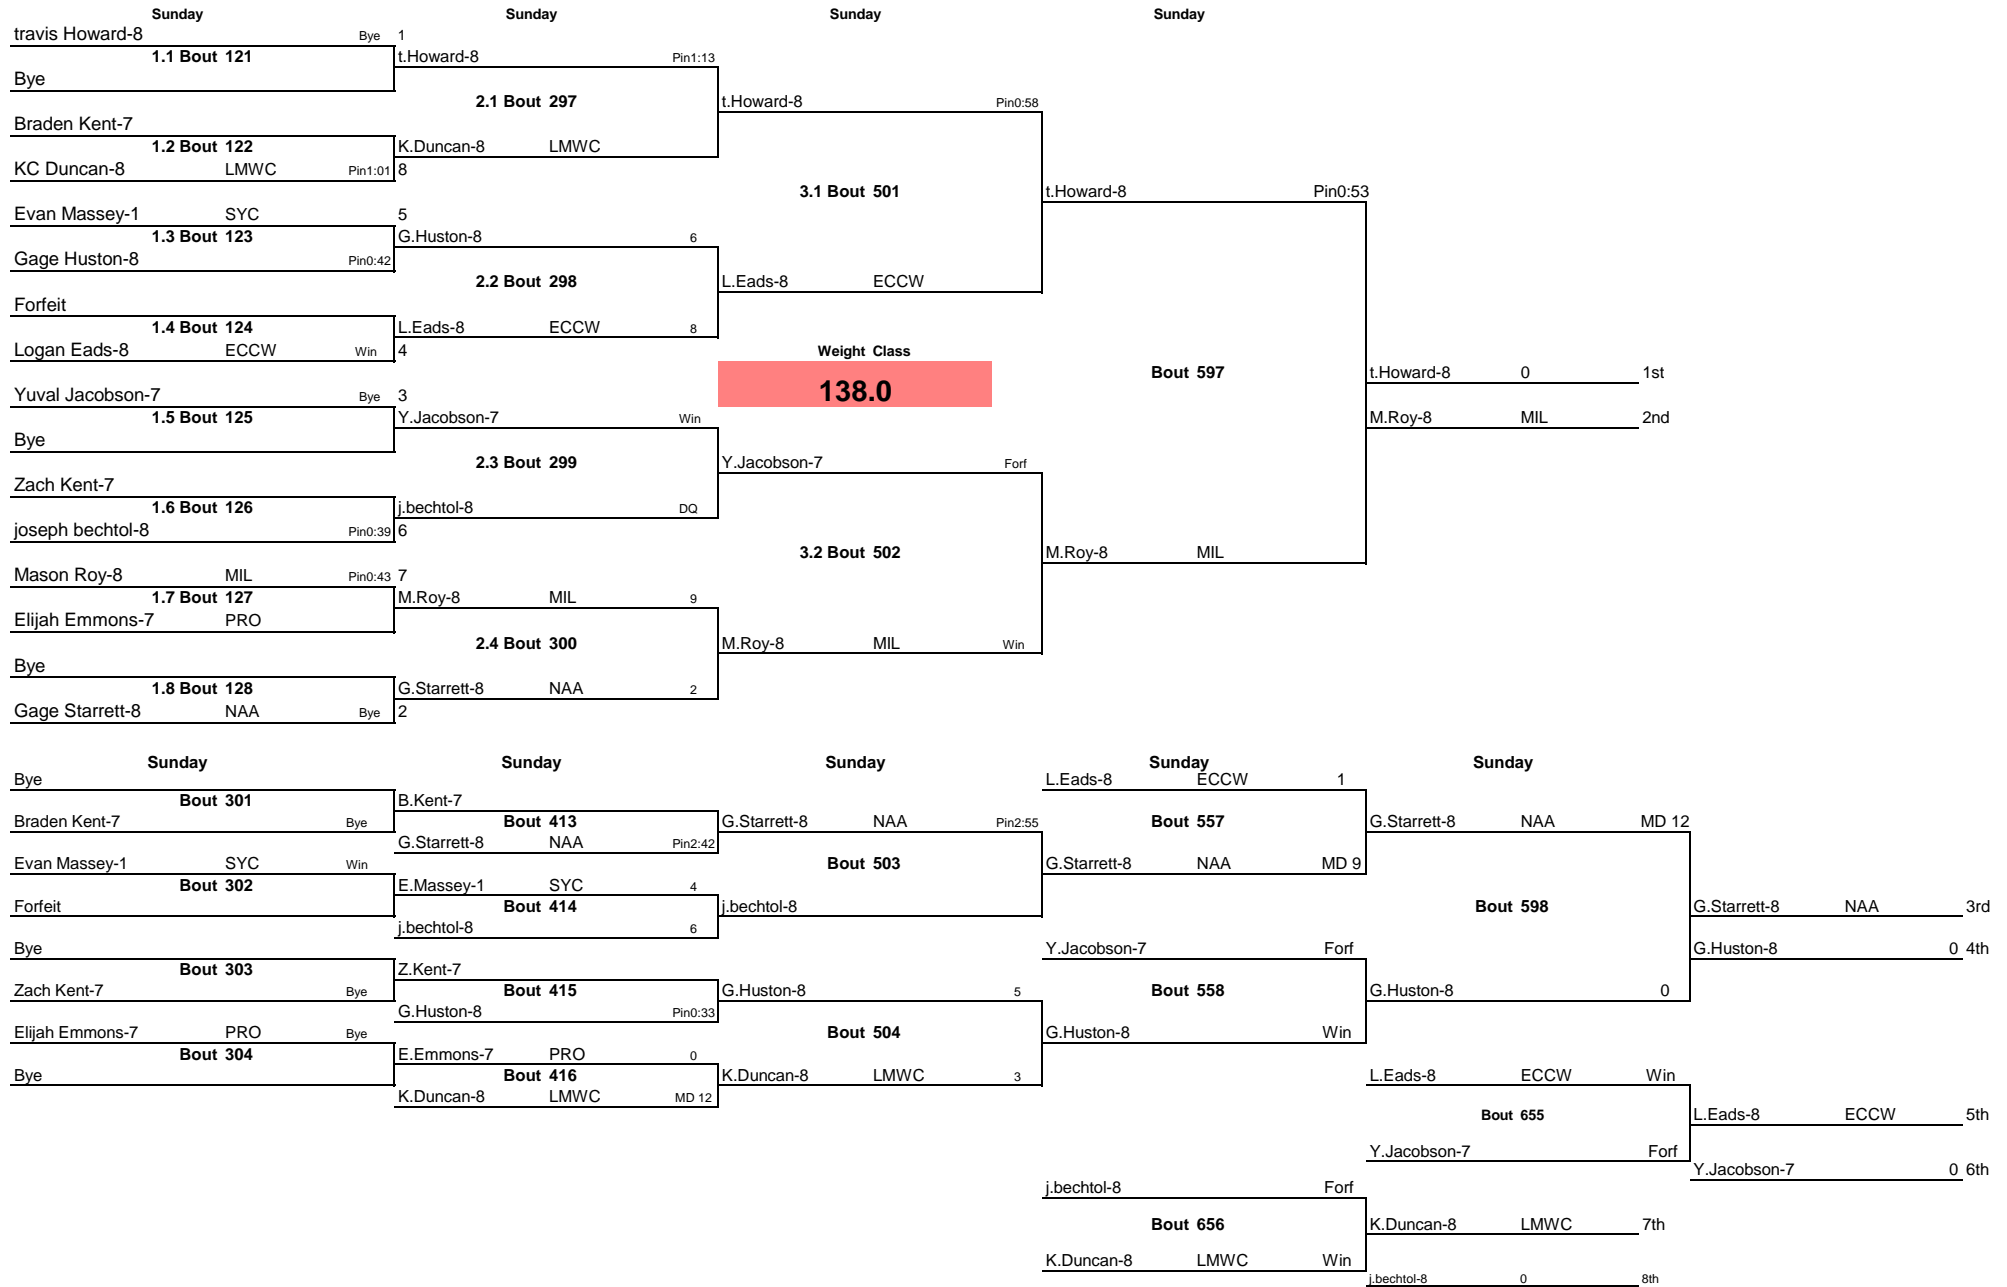 Sunday Sunday Sunday Sunday
travis Howard-8 Bye 1
1.1 Bout 121 t.Howard-8 Pin1:13
Bye
2.1 Bout 297 t.Howard-8 Pin0:58
Braden Kent-7
1.2 Bout 122 K.Duncan-8 LMWC
KC Duncan-8 LMWC Pin1:01 8
3.1 Bout 501 t.Howard-8 Pin0:53
Evan Massey-1 SYC 5
1.3 Bout 123 G.Huston-8 6
Gage Huston-8 Pin0:42
2.2 Bout 298 L.Eads-8 ECCW
Forfeit
1.4 Bout 124 L.Eads-8 ECCW 8
Logan Eads-8 ECCW Win 4 Weight Class
Bout 597 t.Howard-8 0 1st
Yuval Jacobson-7 Bye 3 138.0
1.5 Bout 125 Y.Jacobson-7 Win M.Roy-8 MIL 2nd
Bye
2.3 Bout 299 Y.Jacobson-7 Forf
Zach Kent-7
1.6 Bout 126 j.bechtol-8 DQ
joseph bechtol-8 Pin0:39 6
3.2 Bout 502 M.Roy-8 MIL
Mason Roy-8 MIL Pin0:43 7
1.7 Bout 127 M.Roy-8 MIL 9
Elijah Emmons-7 PRO
2.4 Bout 300 M.Roy-8 MIL Win
Bye
1.8 Bout 128 G.Starrett-8 NAA 2
Gage Starrett-8 NAA Bye 2
Sunday Sunday Sunday Sunday Sunday
Bye L.Eads-8 ECCW 1
Bout 301 B.Kent-7
Braden Kent-7 Bye Bout 413 G.Starrett-8 NAA Pin2:55 Bout 557 G.Starrett-8 NAA MD 12
G.Starrett-8 NAA Pin2:42
Evan Massey-1 SYC Win Bout 503 G.Starrett-8 NAA MD 9
Bout 302 E.Massey-1 SYC 4
Forfeit Bout 414 j.bechtol-8 Bout 598 G.Starrett-8 NAA 3rd
j.bechtol-8 6
Bye Y.Jacobson-7 Forf G.Huston-8 0 4th
Bout 303 Z.Kent-7
Zach Kent-7 Bye Bout 415 G.Huston-8 5 Bout 558 G.Huston-8 0
G.Huston-8 Pin0:33
Elijah Emmons-7 PRO Bye Bout 504 G.Huston-8 Win
Bout 304 E.Emmons-7 PRO 0
Bye Bout 416 K.Duncan-8 LMWC 3 L.Eads-8 ECCW Win
K.Duncan-8 LMWC MD 12
Bout 655 L.Eads-8 ECCW 5th
Y.Jacobson-7 Forf
Y.Jacobson-7 0 6th
j.bechtol-8 Forf
Bout 656 K.Duncan-8 LMWC 7th
K.Duncan-8 LMWC Win
j.bechtol-8 0 8th